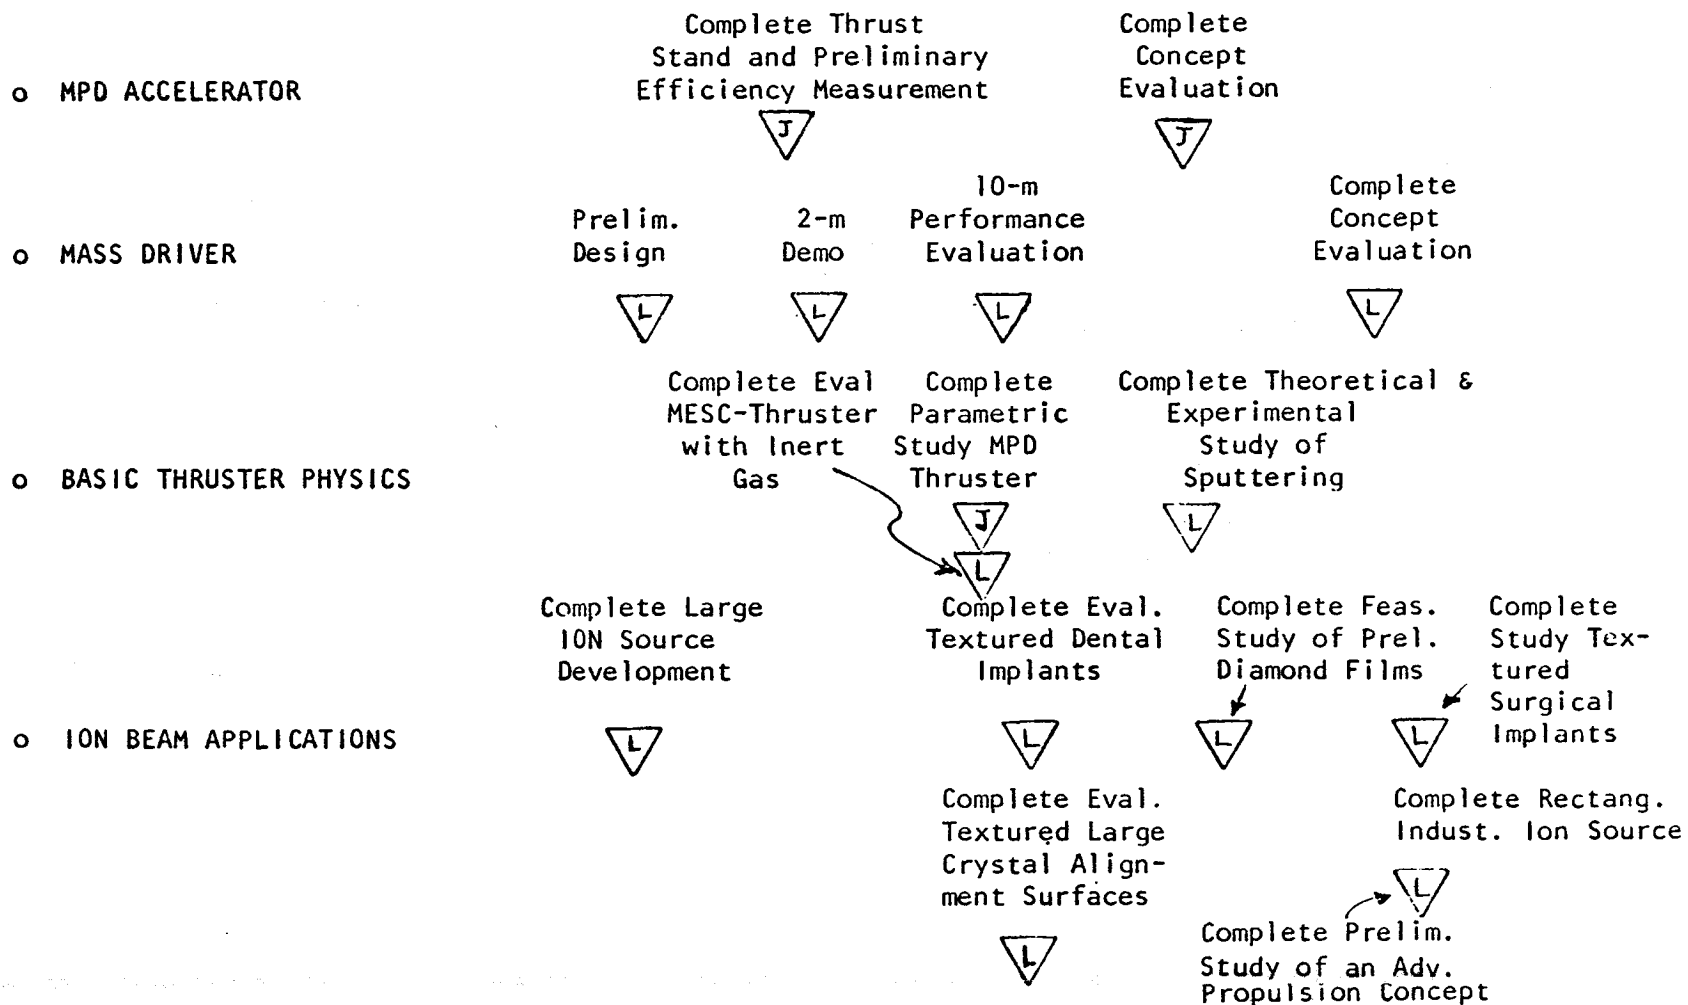 Complete Thrust
Stand and Preliminary
Efficiency Measurement
Complete
Concept
Evaluation
o MPD ACCELERATOR
J
J
Prelim.
Design
2-m
Demo
10-m
Performance
Evaluation
Complete
Concept
Evaluation
o MASS DRIVER
L
L
L
L
Complete Eval
MESC-Thruster
with Inert
Gas
Complete
Parametric
Study MPD
Thruster
Complete Theoretical &
Experimental
Study of
Sputtering
o BASIC THRUSTER PHYSICS
J
L
L
Complete Large
ION Source
Development
Complete Eval.
Textured Dental
Implants
Complete Feas.
Study of Prel.
Diamond Films
Complete
Study Tex-
tured
Surgical
Implants
o ION BEAM APPLICATIONS
L
L
L
L
Complete Eval.
Textured Large
Crystal Align-
ment Surfaces
Complete Rectang.
Indust. Ion Source
L
L
Complete Prelim.
Study of an Adv.
Propulsion Concept